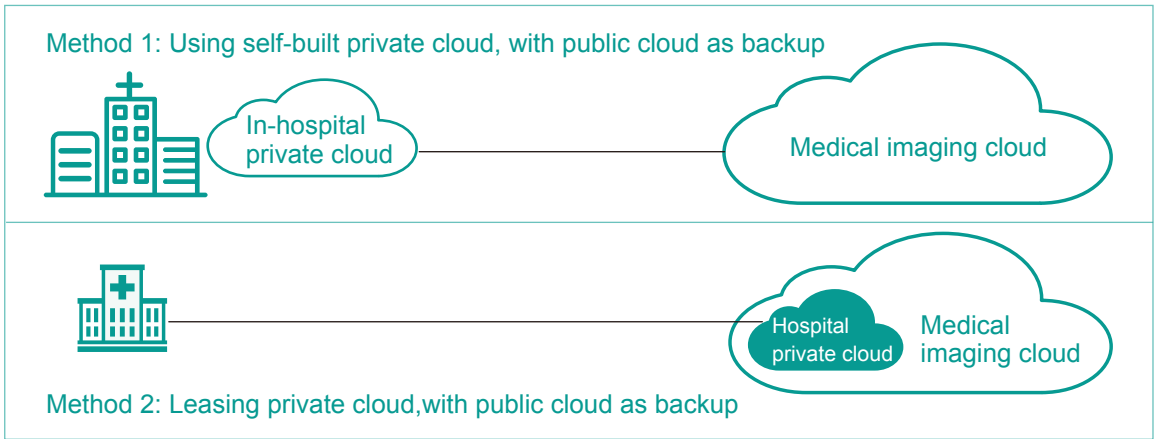 Method 1: Using self-built private cloud, with public cloud as backup
In-hospital
private cloud
Medical imaging cloud
Hospital
private cloud
Medical
imaging cloud
Method 2: Leasing private cloud,with public cloud as backup